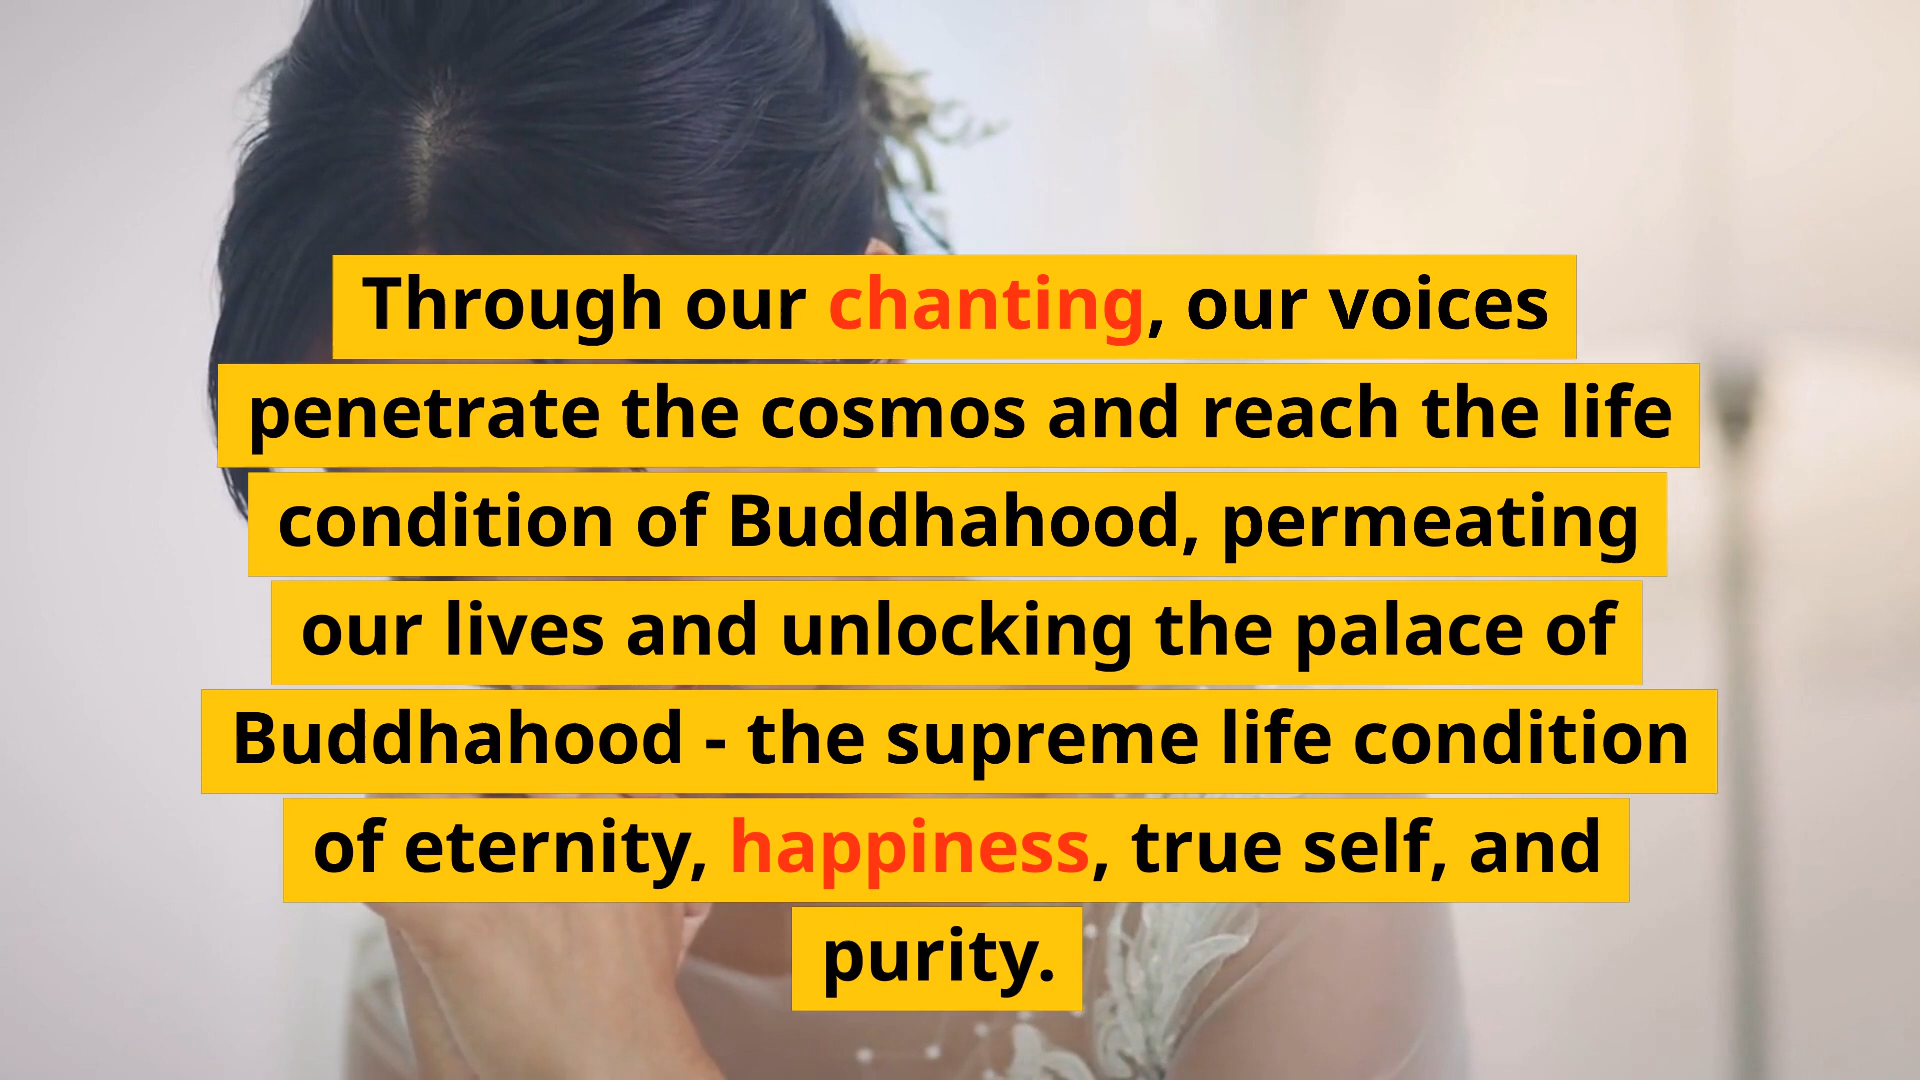 Through our chanting, our voices
penetrate the cosmos and reach the life
condition of Buddhahood, permeating
our lives and unlocking the palace of
Buddhahood - the supreme life condition
of eternity, happiness, true self, and
purity.